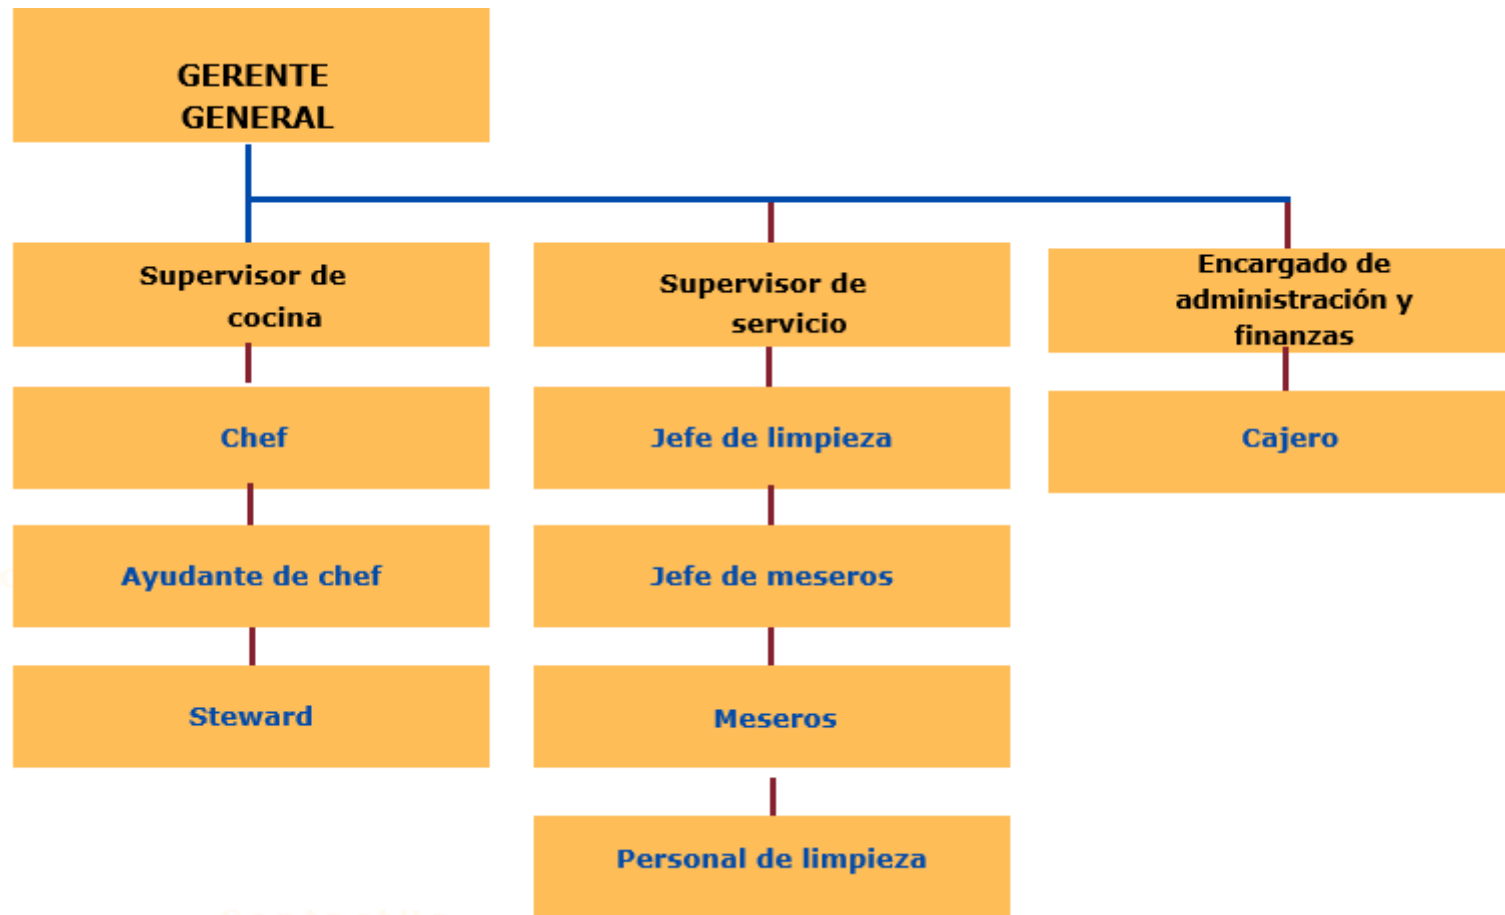 GERENTE
GENERAL
Supervisor de
cocina
Supervisor de
servicio
Encargado de
administración y
finanzas
Chef
Jefe de limpieza
Cajero
Ayudante de chef
Jefe de meseros
Steward
Meseros
Personal de limpieza